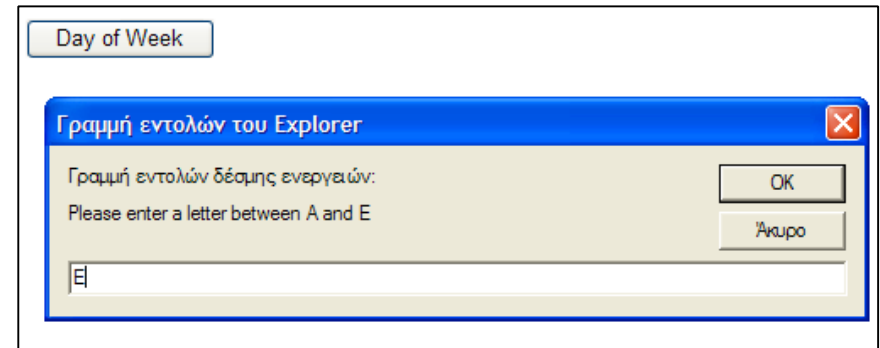 Day of Week
Γραμμή εντολών του Explorer
Γραμμή εντολών δέσμης ενεργειών:
OK
Please enter a letter between A and E
Άκυρο
E